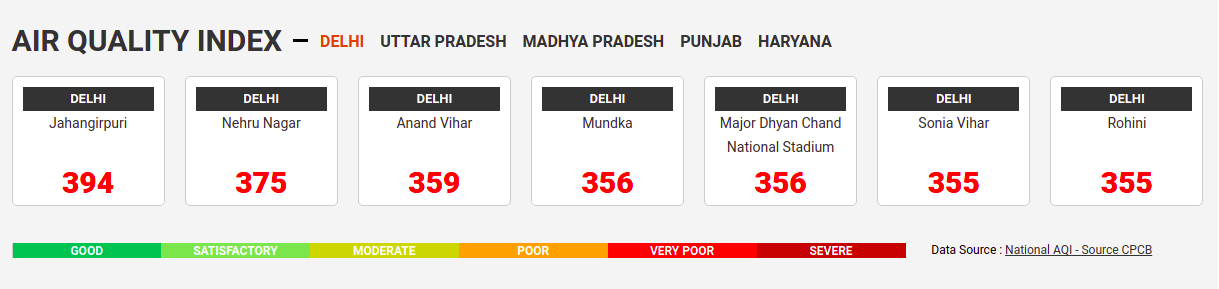 AIR QUALITY INDEX — DELHI UTTAR PRADESH MADHYA PRADESH PUNJAB HARYANA
DELHI
Jahangirpuri
394
DELHI
Nehru Nagar
375
DELHI
Anand Vihar
359
DELHI
Mundka
356
DELHI
Major Dhyan Chand
National Stadium
356
DELHI
Sonia Vihar
355
DELHI
Rohini
355
GOOD SATISFACTORY MODERATE POOR VERY POOR SEVERE
Data Source : National AQI - Source CPCB